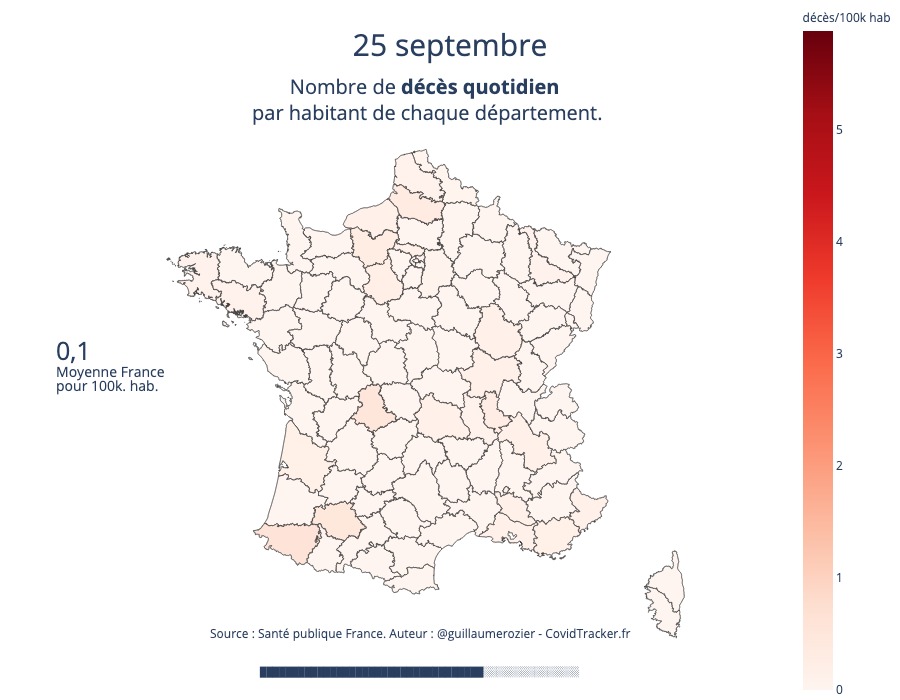 décès/100k hab
25 septembre
Nombre de décès quotidien
par habitant de chaque département.
5
4
0,1
Moyenne France
pour 100k. hab.
3
2
1
Source : Santé publique France. Auteur : @guillaumerozier - CovidTracker.fr
0